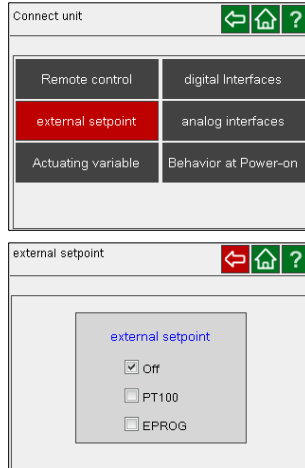 Connect unit
?
Remote control
digital Interfaces
external setpoint
analog interfaces
Actuating variable
Behavior at Power-on
external setpoint
?
external setpoint
Off
PT100
EPROG